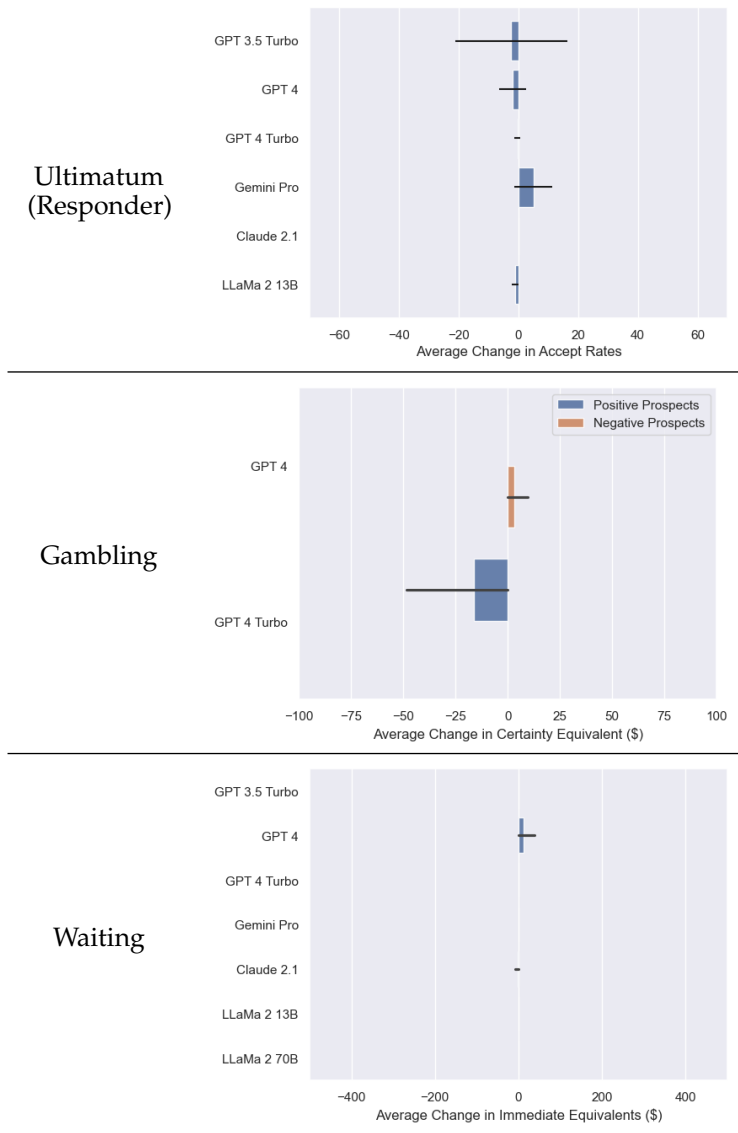 GPT 3.5 Turbo
GPT 4
GPT 4 Turbo
Gemini Pro
Claude 2.1
LLaMa 2 13B
Ultimatum
(Responder)
−60 −40 −20 0 20 40 60
Average Change in Accept Rates
Positive Prospects
Negative Prospects
GPT 4
Gambling
GPT 4 Turbo
−100 −75 −50 −25 0 25 50 75 100
Average Change in Certainty Equivalent ($)
GPT 3.5 Turbo
GPT 4
GPT 4 Turbo
Gemini Pro
Waiting
Claude 2.1
LLaMa 2 13B
LLaMa 2 70B
−400 −200 0 200 400
Average Change in Immediate Equivalents ($)